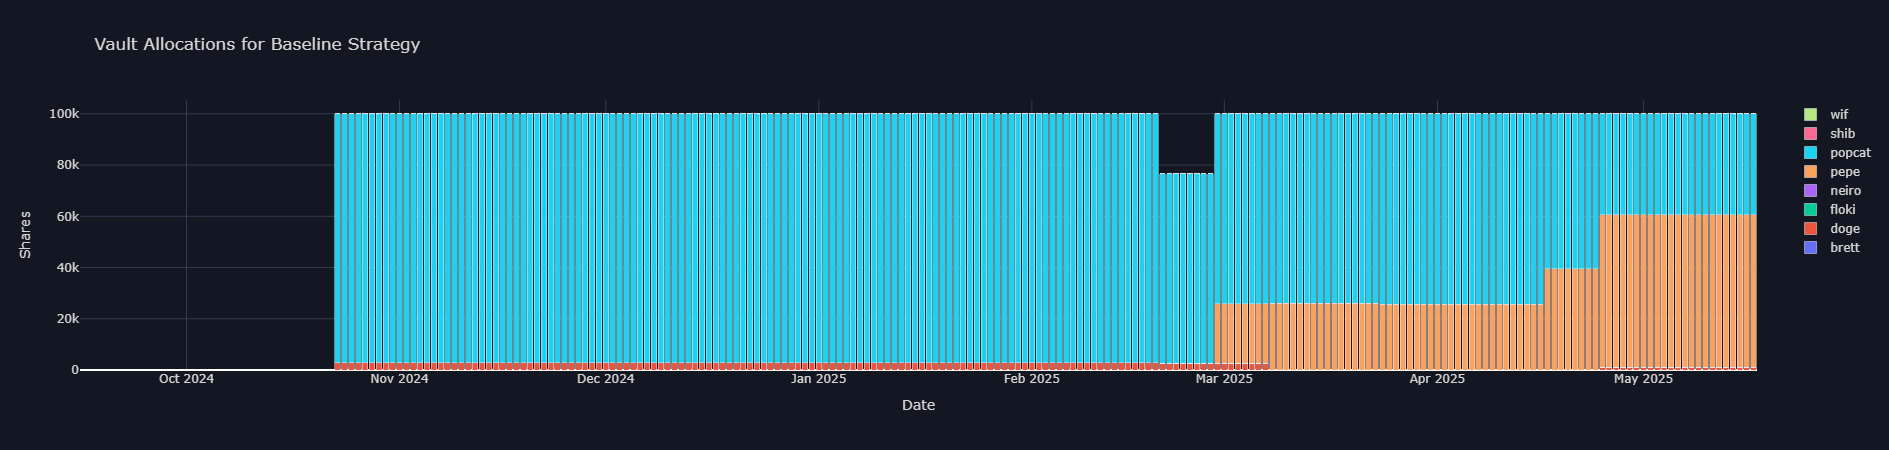 Vault Allocations for Baseline Strategy
100k
80k
60k
40k
20k
0
Shares
Oct 2024 Nov 2024 Dec 2024 Jan 2025 Feb 2025 Mar 2025 Apr 2025 May 2025
Date
wif
shib
popcat
pepe
neiro
floki
doge
brett